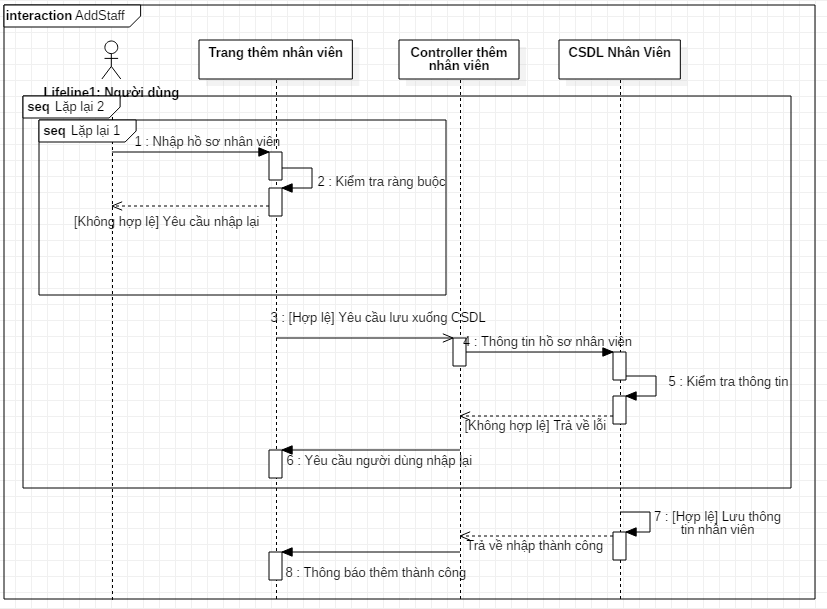 interaction AddStaff
Trang thêm nhân viên
Controller thêm
nhân viên
CSDL Nhân Viên
Lifeline1: Người dùng
seq Lặp lại 2
seq Lặp lại 1
1 : Nhập hồ sơ nhân viên
2 : Kiểm tra ràng buộc
[Không hợp lệ] Yêu cầu nhập lại
3 : [Hợp lệ] Yêu cầu lưu xuống CSDL
4 : Thông tin hồ sơ nhân viên
5 : Kiểm tra thông tin
[Không hợp lệ] Trả về lỗi
6 : Yêu cầu người dùng nhập lại
7 : [Hợp lệ] Lưu thông
tin nhân viên
Trả về nhập thành công
8 : Thông báo thêm thành công